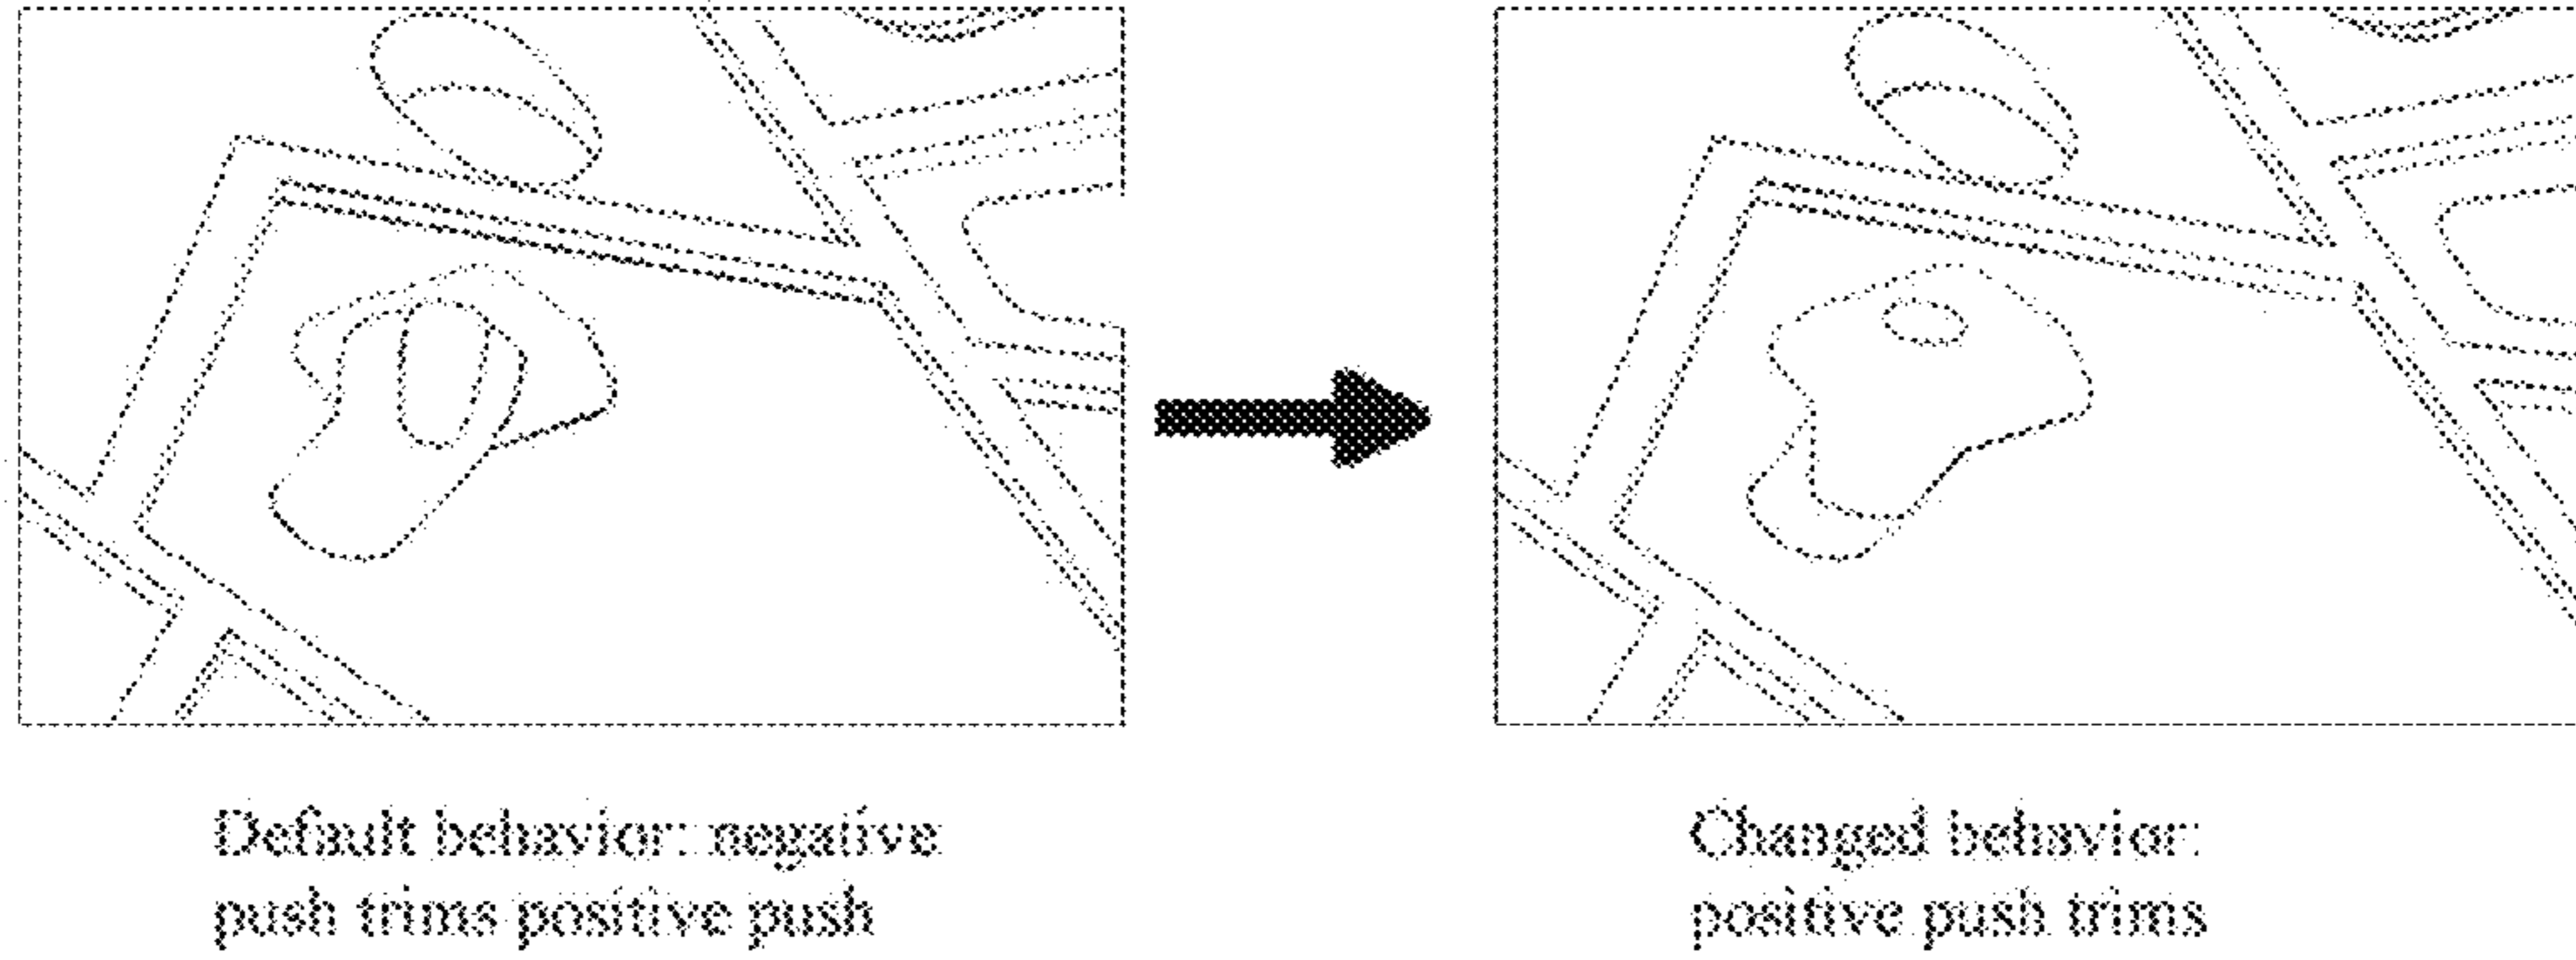 Default behavior: negative
push trims positive push
Changed behavior:
positive push trims